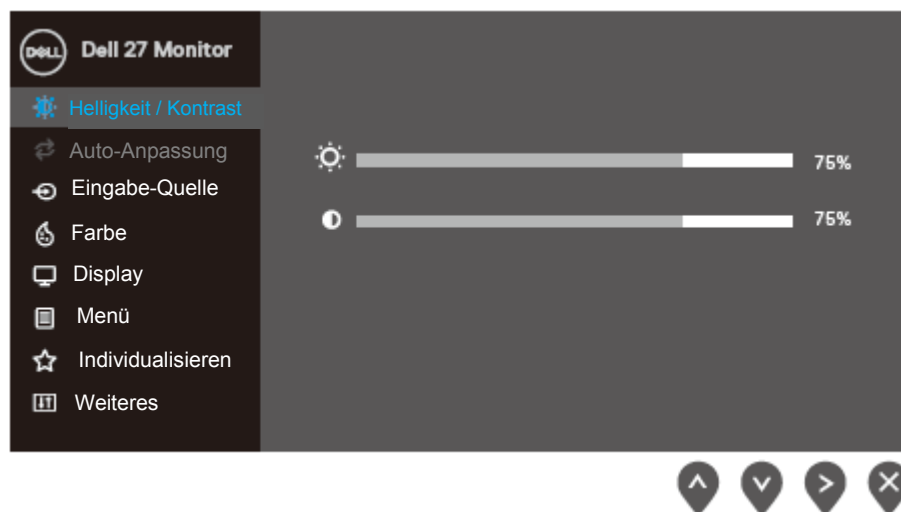 DELL Dell 27 Monitor
Helligkeit / Kontrast
Auto-Anpassung
Eingabe-Quelle
Farbe
Display
Menü
Individualisieren
Weiteres
75%
75%